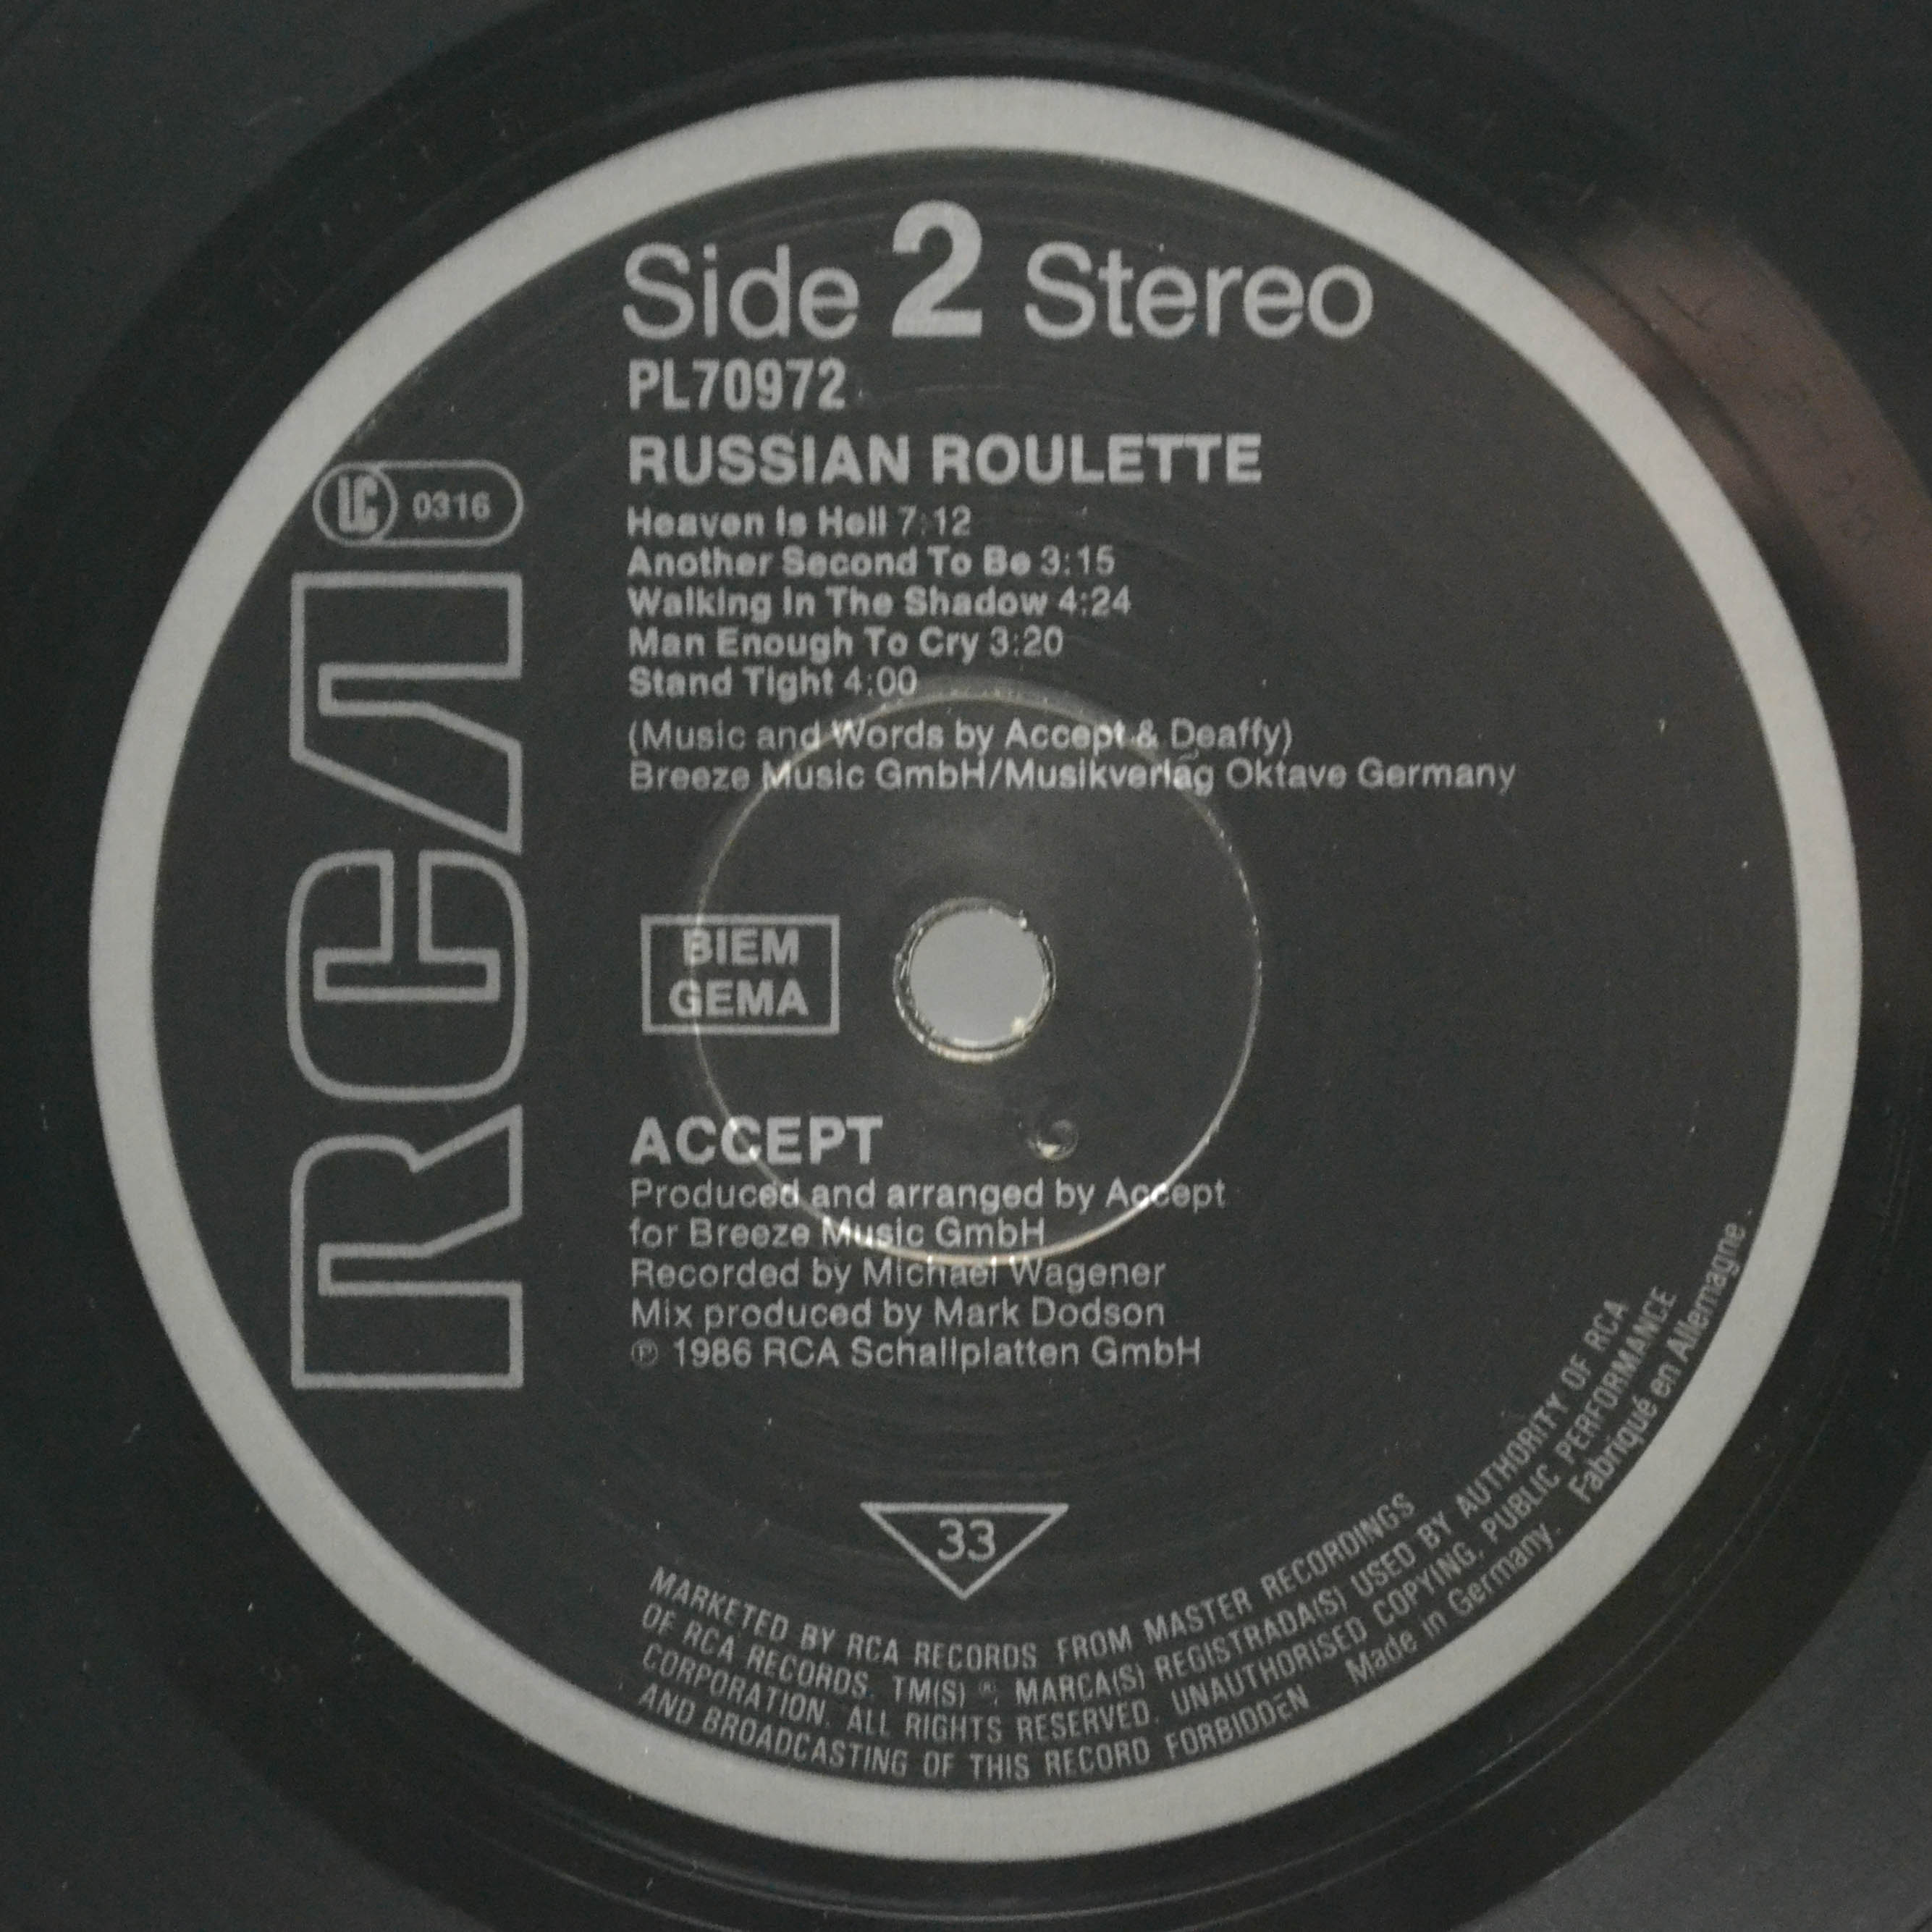 Side 2 Stereo
PL70972
RUSSIAN ROULETTE
LC 0316
Heaven Is Hell 7:12
Another Second To Be 3:15
Walking In The Shadow 4:24
Man Enough To Cry 3:20
Stand Tight 4:00
(Music and Words by Accept & Deaffy)
Breeze Music GmbH/Musikverlag Oktave Germany
RCA
BIEM
GEMA
ACCEPT
Produced and arranged by Accept
for Breeze Music GmbH
Recorded by Michael Wagener
Mix produced by Mark Dodson
℗ 1986 RCA Schallplatten GmbH
33
MARKETED BY RCA RECORDS FROM MASTER RECORDINGS
OF RCA RECORDS. TM(S) ®, MARCA(S) REGISTRADA(S) USED BY AUTHORITY OF RCA
CORPORATION. ALL RIGHTS RESERVED. UNAUTHORISED COPYING, PUBLIC PERFORMANCE
AND BROADCASTING OF THIS RECORD FORBIDDEN Made in Germany. Fabriqué en Allemagne.